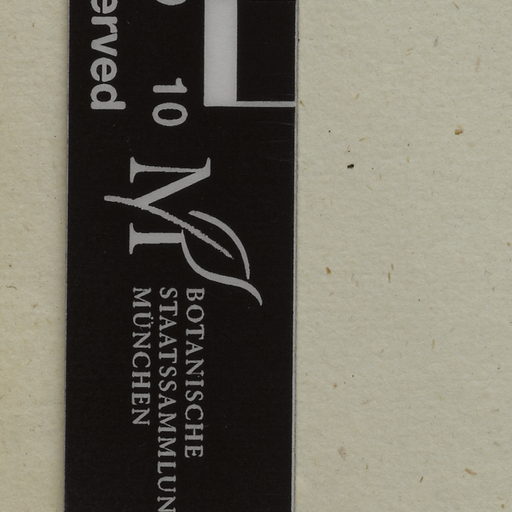 erved
10
BOTANISCHE
STAATSSAMMLUN
MÜNCHEN